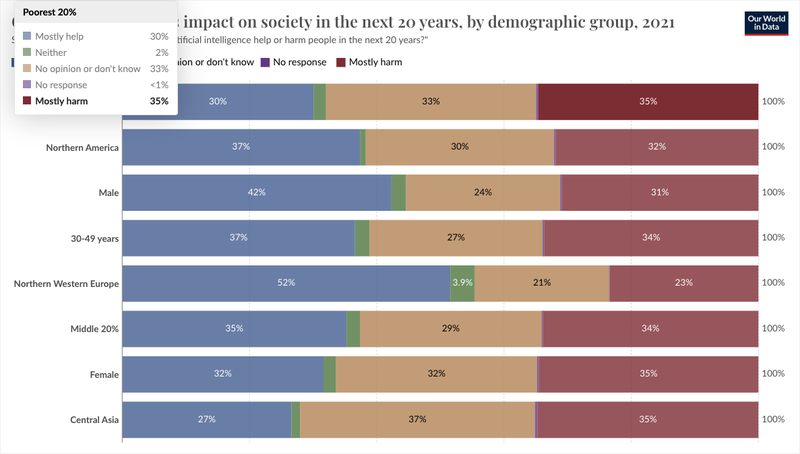 Poorest 20%
Mostly help 30%
Neither 2%
No opinion or don't know 33%
No response <1%
Mostly harm 35%
impact on society in the next 20 years, by demographic group, 2021
intelligence help or harm people in the next 20 years?"
Our World
in Data
or don't know No response Mostly harm
30% 33% 35% 100%
Northern America 37% 30% 32% 100%
Male 42% 24% 31% 100%
30-49 years 37% 27% 34% 100%
Northern Western Europe 52% 3.9% 21% 23% 100%
Middle 20% 35% 29% 34% 100%
Female 32% 32% 35% 100%
Central Asia 27% 37% 35% 100%